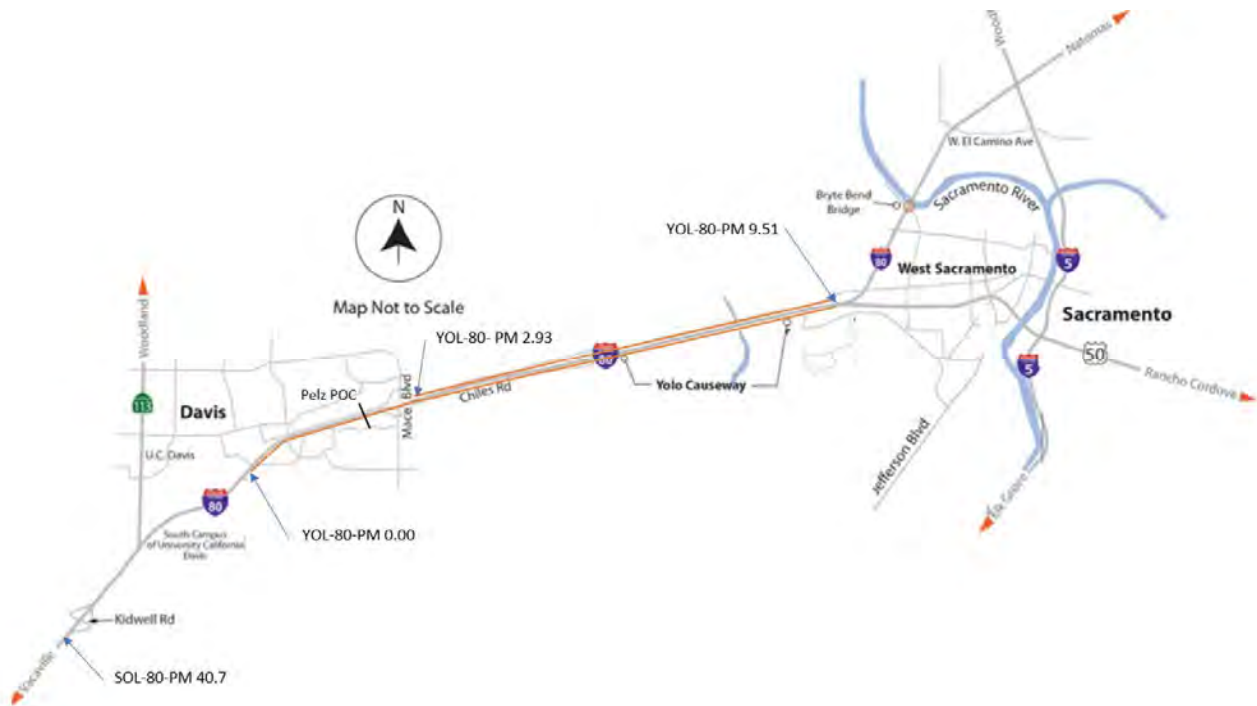 Woo
Natomas
W. El Camino Ave
Bryte Bend
Bridge
Sacramento River
N
YOL-80-PM 9.51
80
West Sacramento
5
Map Not to Scale
Sacramento
Woodland
YOL-80- PM 2.93
50
80
5
Rancho Cordova
Pelz POC
Mace Blvd
Chiles Rd
Yolo Causeway
113
Davis
Jefferson Blvd
U.C. Davis
80
Elk Grove
South Campus
of University California,
Davis
YOL-80-PM 0.00
Kidwell Rd
Vacaville
SOL-80-PM 40.7